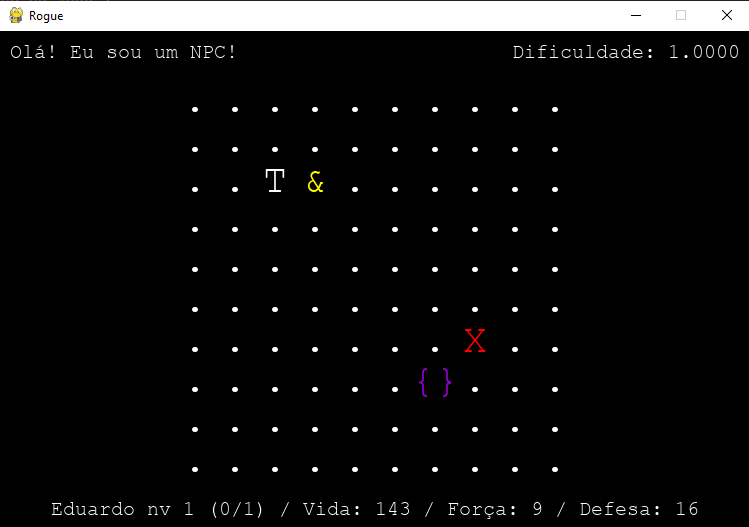 Rogue
Olá! Eu sou um NPC! Dificuldade: 1.0000
. . . . . . . . . .
. . . . . . . . . .
. . T & . . . . . .
. . . . . . . . . .
. . . . . . . . . .
. . . . . . . . . .
. . . . . . . X . .
. . . . . . { } . . .
. . . . . . . . . .
. . . . . . . . . .
Eduardo nv 1 (0/1) / Vida: 143 / Força: 9 / Defesa: 16